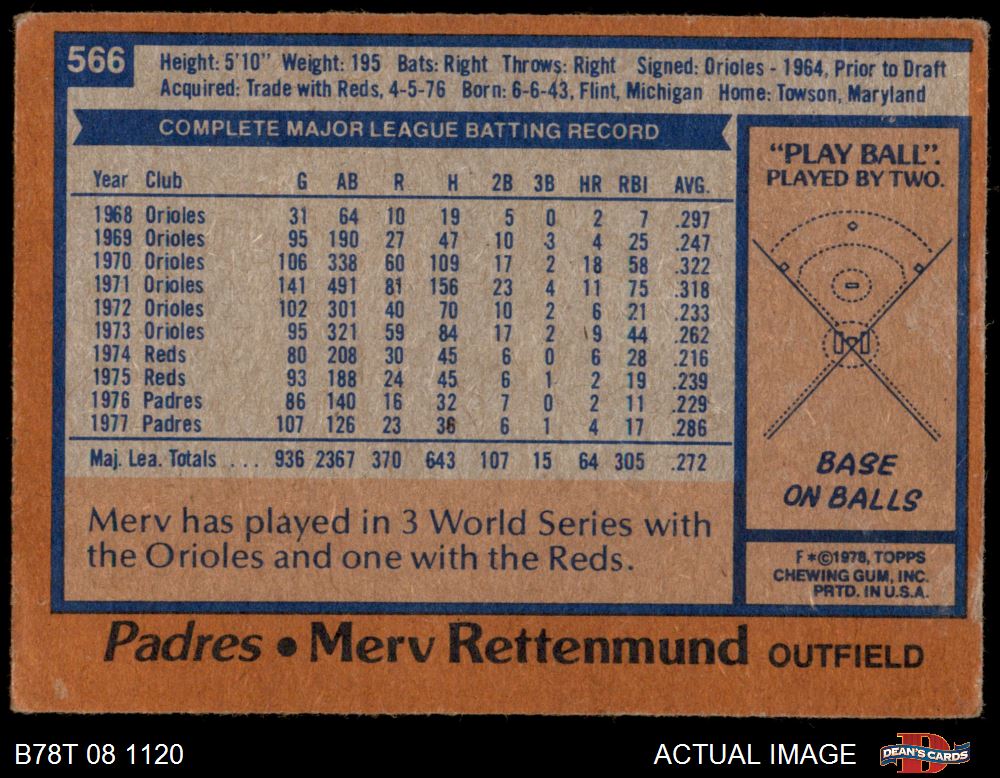 566
Height: 5'10" Weight: 195 Bats: Right Throws: Right Signed: Orioles - 1964, Prior to Draft
Acquired: Trade with Reds, 4-5-76 Born: 6-6-43, Flint, Michigan Home: Towson, Maryland
COMPLETE MAJOR LEAGUE BATTING RECORD
Year Club G AB R H 2B 3B HR RBI AVG.
1968 Orioles 31 64 10 19 5 0 2 7 .297
1969 Orioles 95 190 27 47 10 3 4 25 .247
1970 Orioles 106 338 60 109 17 2 18 58 .322
1971 Orioles 141 491 81 156 23 4 11 75 .318
1972 Orioles 102 301 40 70 10 2 6 21 .233
1973 Orioles 95 321 59 84 17 2 9 44 .262
1974 Reds 80 208 30 45 6 0 6 28 .216
1975 Reds 93 188 24 45 6 1 2 19 .239
1976 Padres 86 140 16 32 7 0 2 11 .229
1977 Padres 107 126 23 36 6 1 4 17 .286
Maj. Lea. Totals ... 936 2367 370 643 107 15 64 305 .272
Merv has played in 3 World Series with
the Orioles and one with the Reds.
"PLAY BALL".
PLAYED BY TWO.
BASE
ON BALLS
F*©1978, TOPPS
CHEWING GUM, INC.
PRTD. IN U.S.A.
Padres • Merv Rettenmund OUTFIELD
B78T 08 1120
ACTUAL IMAGE
D
DEAN'S CARDS